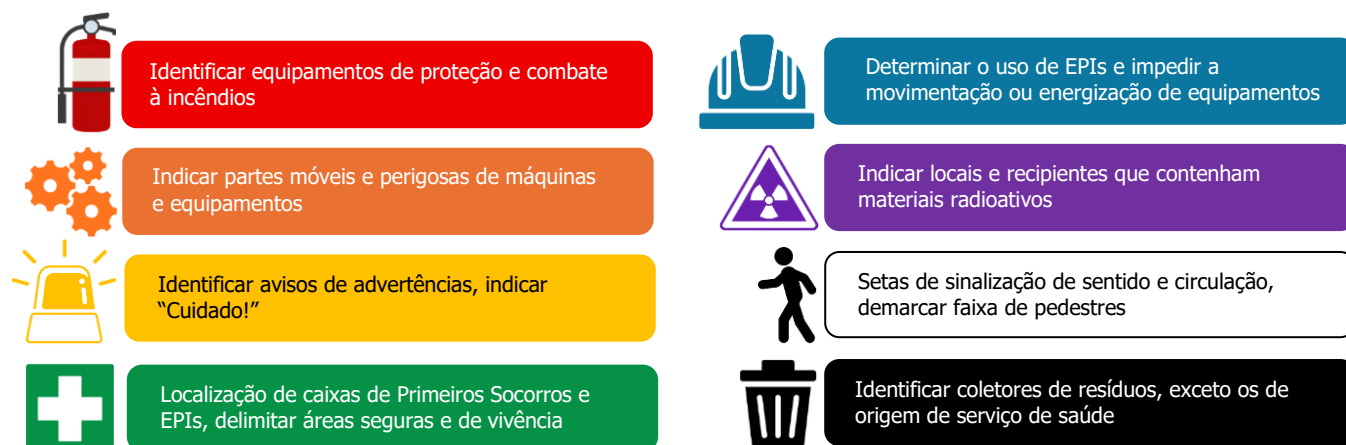 Identificar equipamentos de proteção e combate
à incêndios
Determinar o uso de EPIs e impedir a
movimentação ou energização de equipamentos
Indicar partes móveis e perigosas de máquinas
e equipamentos
Indicar locais e recipientes que contenham
materiais radioativos
Identificar avisos de advertências, indicar
“Cuidado!”
Setas de sinalização de sentido e circulação,
demarcar faixa de pedestres
Localização de caixas de Primeiros Socorros e
EPIs, delimitar áreas seguras e de vivência
Identificar coletores de resíduos, exceto os de
origem de serviço de saúde